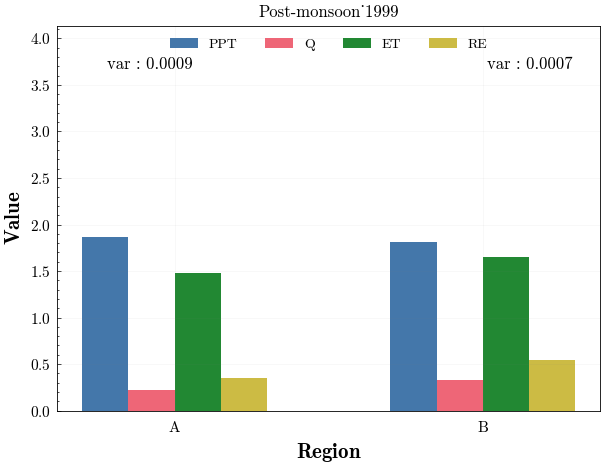 Post-monsoon˙1999
PPT Q ET RE
var : 0.0009 var : 0.0007
Value
4.0
3.5
3.0
2.5
2.0
1.5
1.0
0.5
0.0
A B
Region